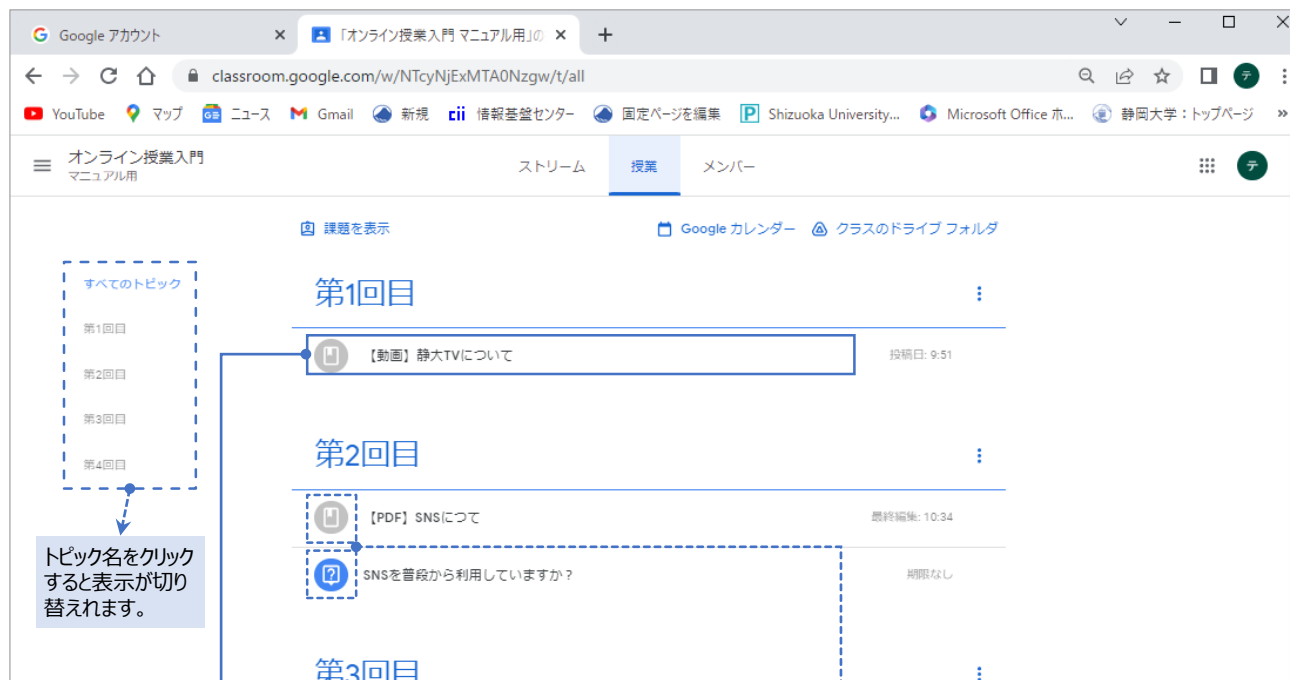 Google アカウント
「オンライン授業入門 マニュアル用」の
classroom.google.com/w/NTcyNjExMTA0Nzgw/t/all
テ
YouTube マップ ニュース Gmail 新規 cii 情報基盤センター 固定ページを編集 Shizuoka University... Microsoft Office ホ... 静岡大学:トップページ »
オンライン授業入門
マニュアル用
ストリーム 授業 メンバー
テ
課題を表示 Google カレンダー クラスのドライブ フォルダ
すべてのトピック
第1回目
第2回目
第3回目
第4回目
トピック名をクリック
すると表示が切り
替えれます。
第1回目
【動画】静大TVについて 投稿日: 9:51
第2回目
【PDF】SNSにつて 最終編集: 10:34
SNSを普段から利用していますか? 期限なし
第3回目